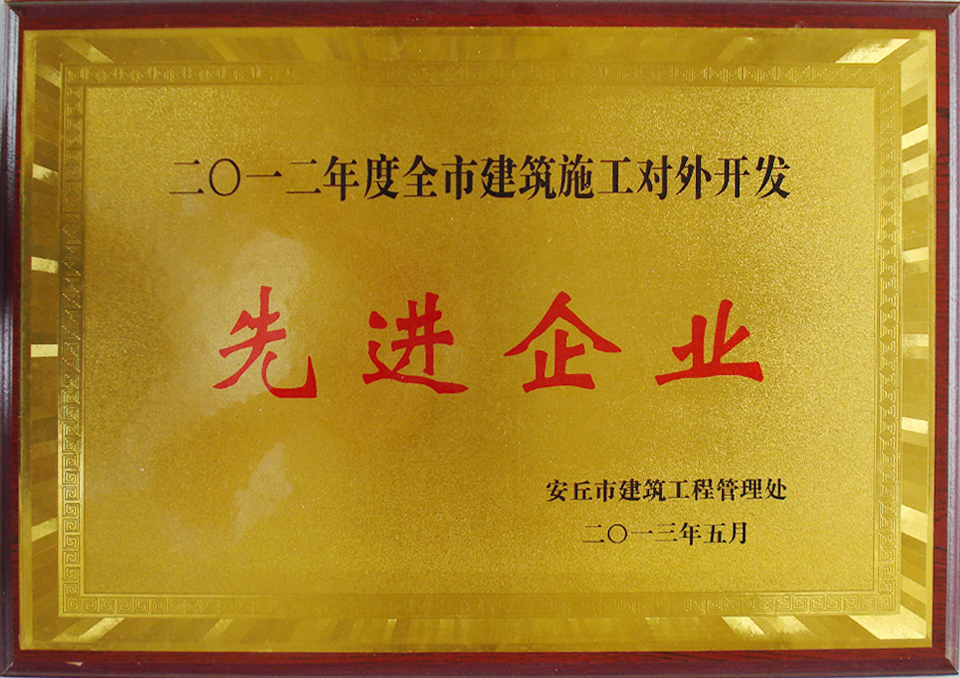 二〇一二年度全市建筑施工对外开发
先进企业
安丘市建筑工程管理处
二〇一三年五月